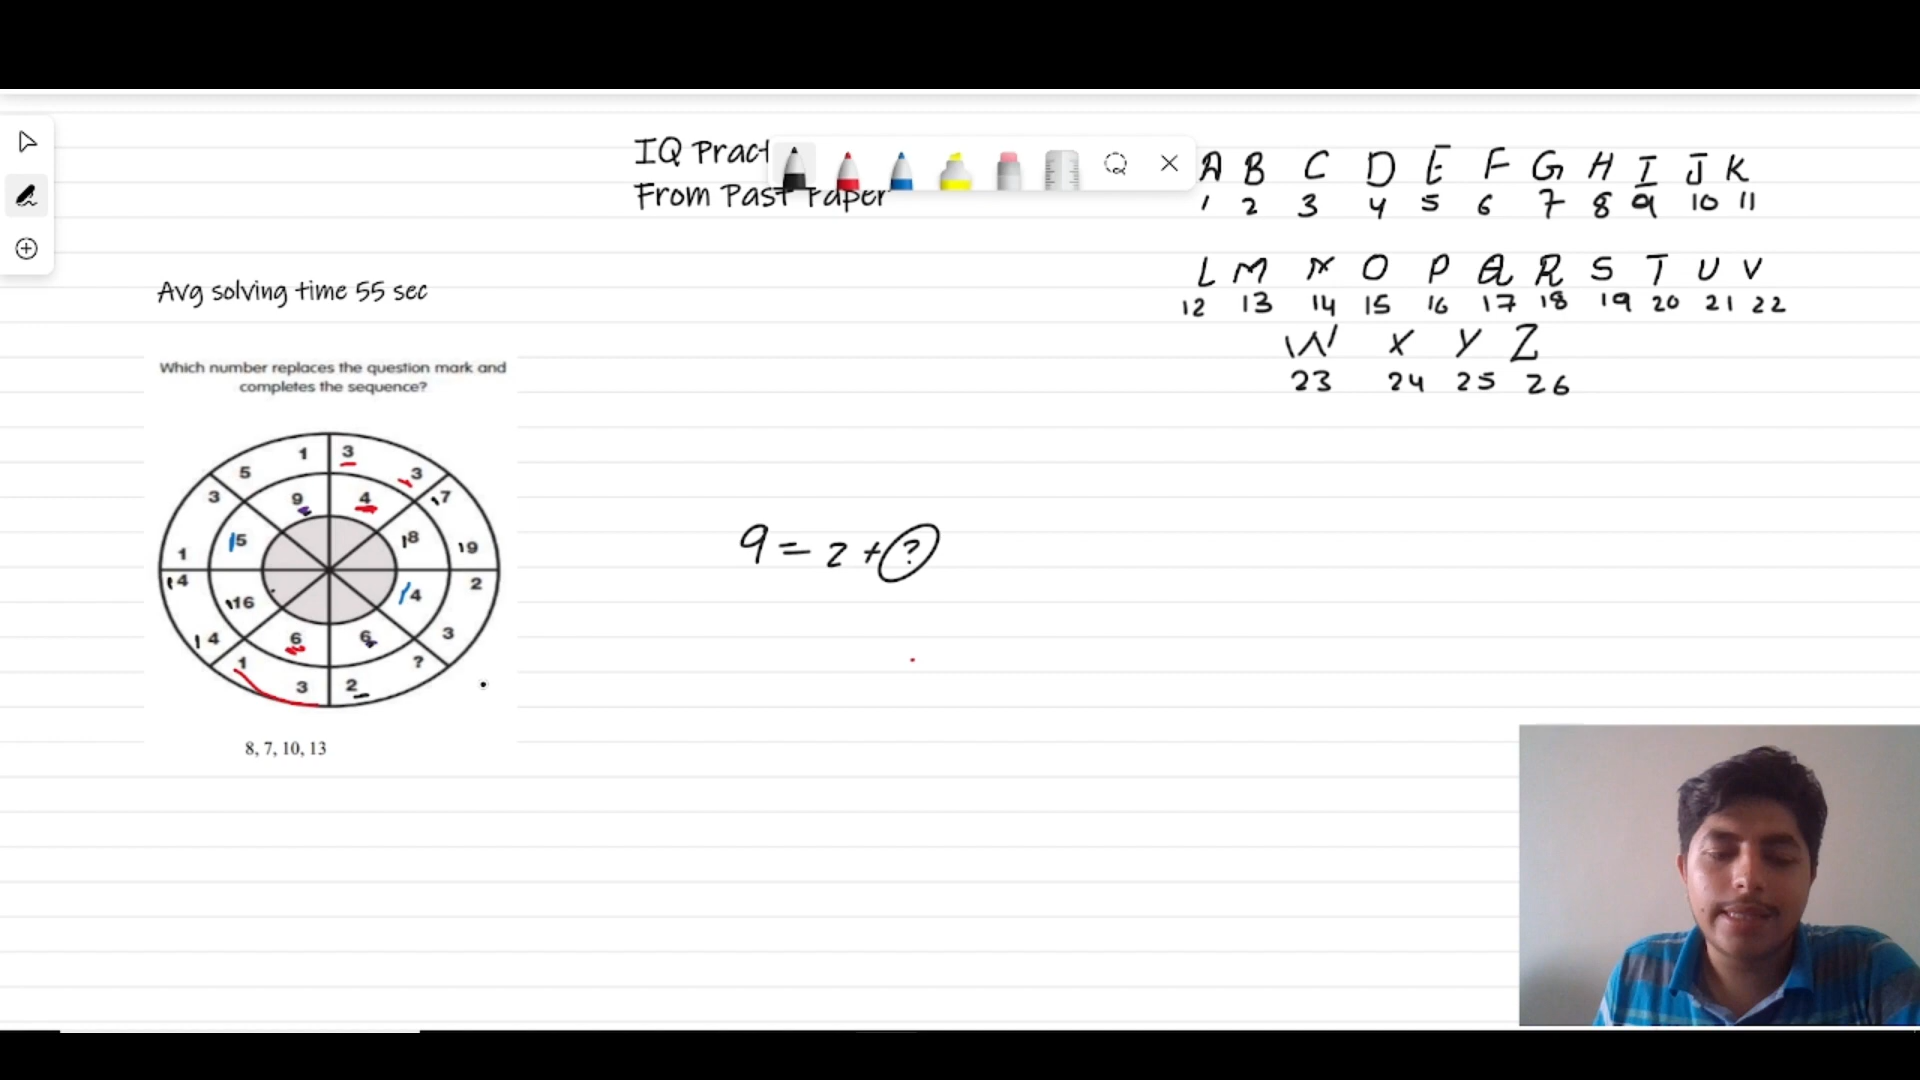 IQ Pract
From Past Paper
A B C D E F G H I J K
1 2 3 4 5 6 7 8 9 10 11
L M N O P Q R S T U V
12 13 14 15 16 17 18 19 20 21 22
W X Y Z
23 24 25 26
Avg solving time 55 sec
Which number replaces the question mark and
completes the sequence?
5 1 3 3
3 9 4 7
1 5 8 9
4 16 4 2
4 6 6 3
1 3 2 ?
8, 7, 10, 13
9 = 2 + ?